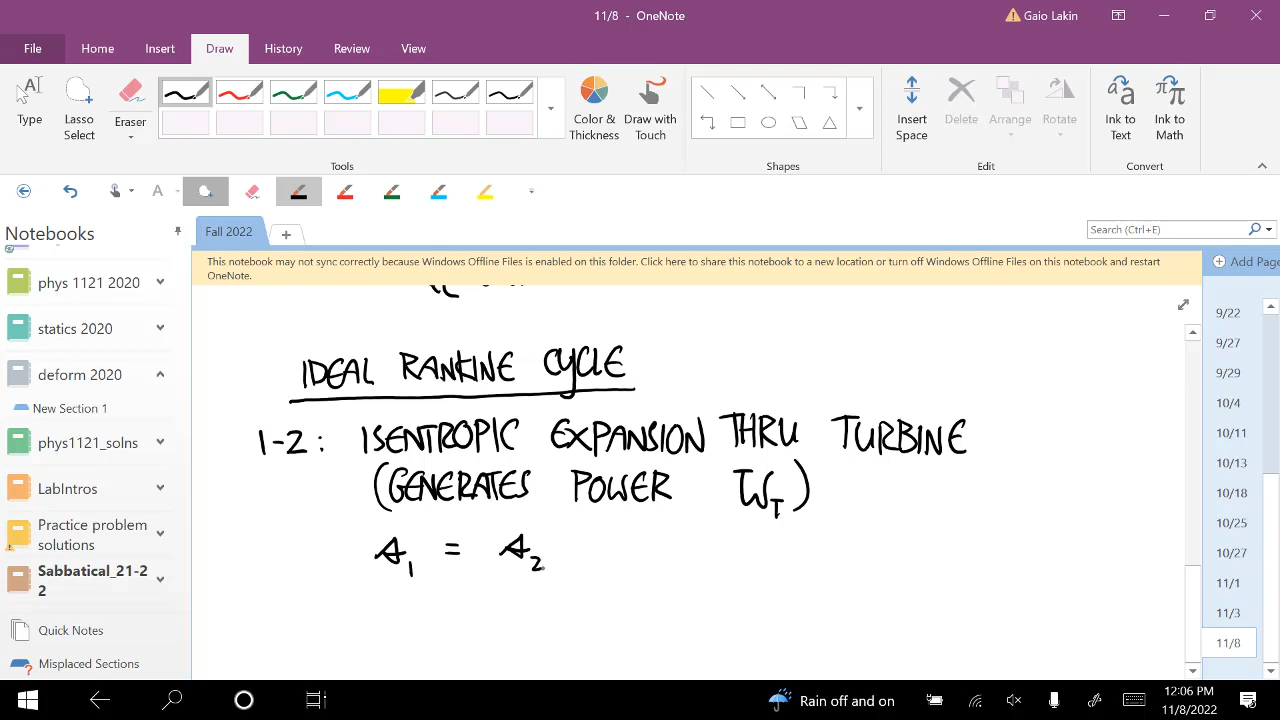 11/8 - OneNote
Gaio Lakin
File Home Insert Draw History Review View
Type
Lasso Select
Eraser
Color & Thickness
Draw with Touch
Insert Space
Delete
Arrange
Rotate
Ink to Text
Ink to Math
Tools
Shapes
Edit
Convert
Notebooks
Fall 2022
Search (Ctrl+E)
This notebook may not sync correctly because Windows Offline Files is enabled on this folder. Click here to share this notebook to a new location or turn off Windows Offline Files on this notebook and restart
OneNote.
Add Page
phys 1121 2020
statics 2020
deform 2020
New Section 1
phys1121_solns
LabIntros
Practice problem
solutions
Sabbatical_21-2
2
Quick Notes
Misplaced Sections
IDEAL RANKINE CYCLE
1-2: ISENTROPIC EXPANSION THRU TURBINE
(GENERATES POWER Ẇ_T)
s₁ = s₂
9/22
9/27
9/29
10/4
10/11
10/13
10/18
10/25
10/27
11/1
11/3
11/8
Rain off and on
12:06 PM
11/8/2022